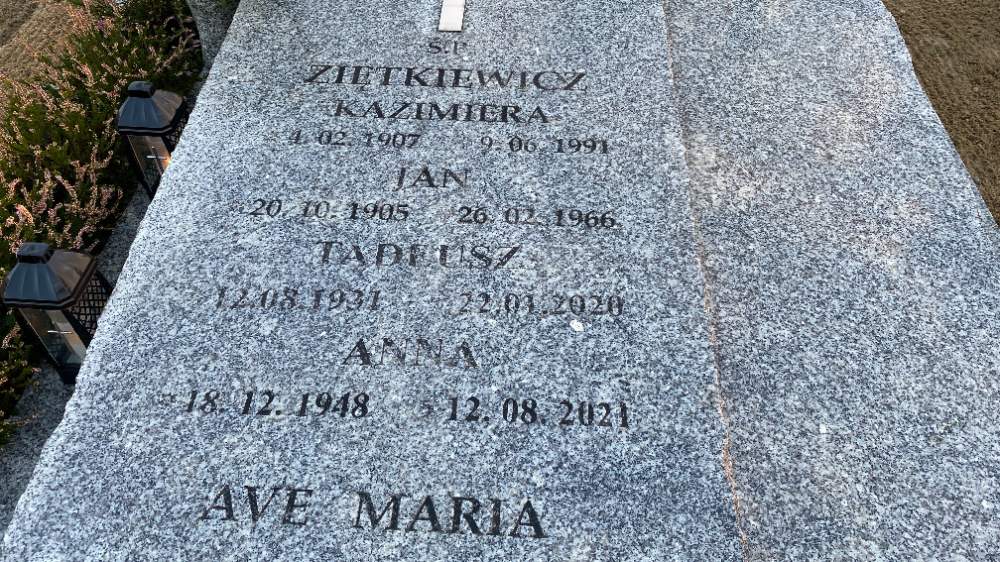 Ś.P.
ZIĘTKIEWICZ
KAZIMIERA
4. 02. 1907 9. 06. 1991
JAN
20. 10. 1905 26. 02. 1966
TADEUSZ
12.08.1931 22.01.2020
ANNA
18. 12. 1948 12. 08. 2021
AVE MARIA